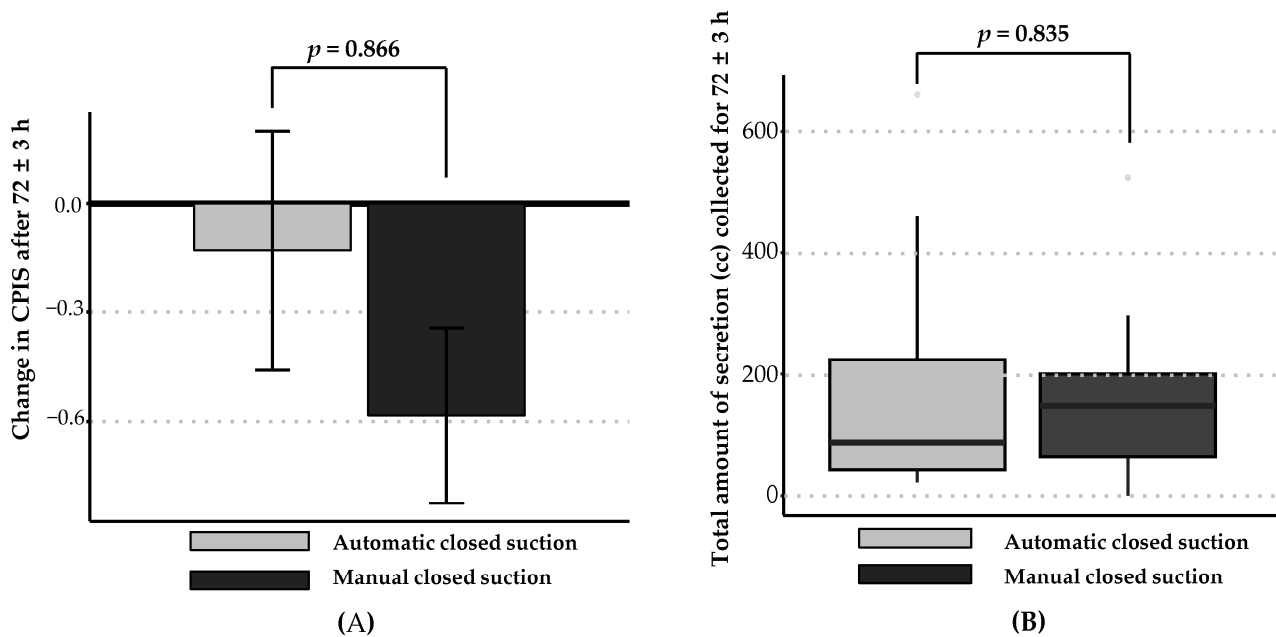 p = 0.866
Change in CPIS after 72 ± 3 h
0.0
−0.3
−0.6
Automatic closed suction
Manual closed suction
(A)
p = 0.835
Total amount of secretion (cc) collected for 72 ± 3 h
600
400
200
0
Automatic closed suction
Manual closed suction
(B)